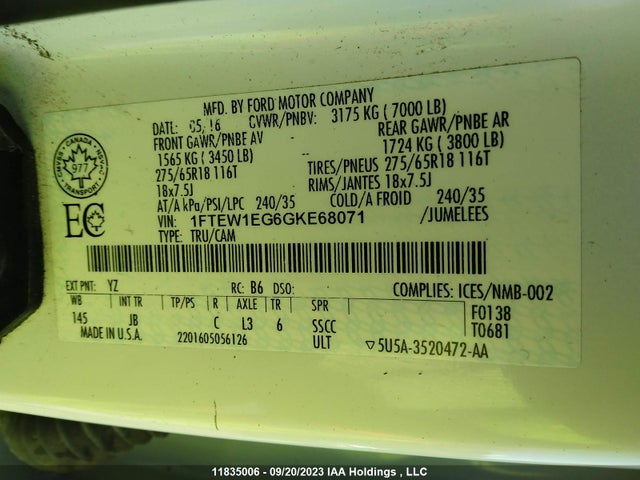 MFD. BY FORD MOTOR COMPANY
DATE: 05/16 GVWR/PNBV: 3175 KG ( 7000 LB)
FRONT GAWR/PNBE AV REAR GAWR/PNBE AR
1565 KG ( 3450 LB) 1724 KG ( 3800 LB)
275/65R18 116T TIRES/PNEUS 275/65R18 116T
18x7.5J RIMS/JANTES 18x7.5J
AT/A kPa/PSI/LPC 240/35 COLD/A FROID 240/35
VIN: 1FTEW1EG6GKE68071 /JUMELEES
TYPE: TRU/CAM
CANADA
977
TRANSPORT
EC
EXT PNT: YZ RC: B6 DSO: COMPLIES: ICES/NMB-002
WB INT TR TP/PS R AXLE TR SPR F0138
145 JB C L3 6 SSCC T0681
MADE IN U.S.A. 2201605056126 ULT ▽5U5A-3520472-AA
11835006 - 09/20/2023 IAA Holdings , LLC